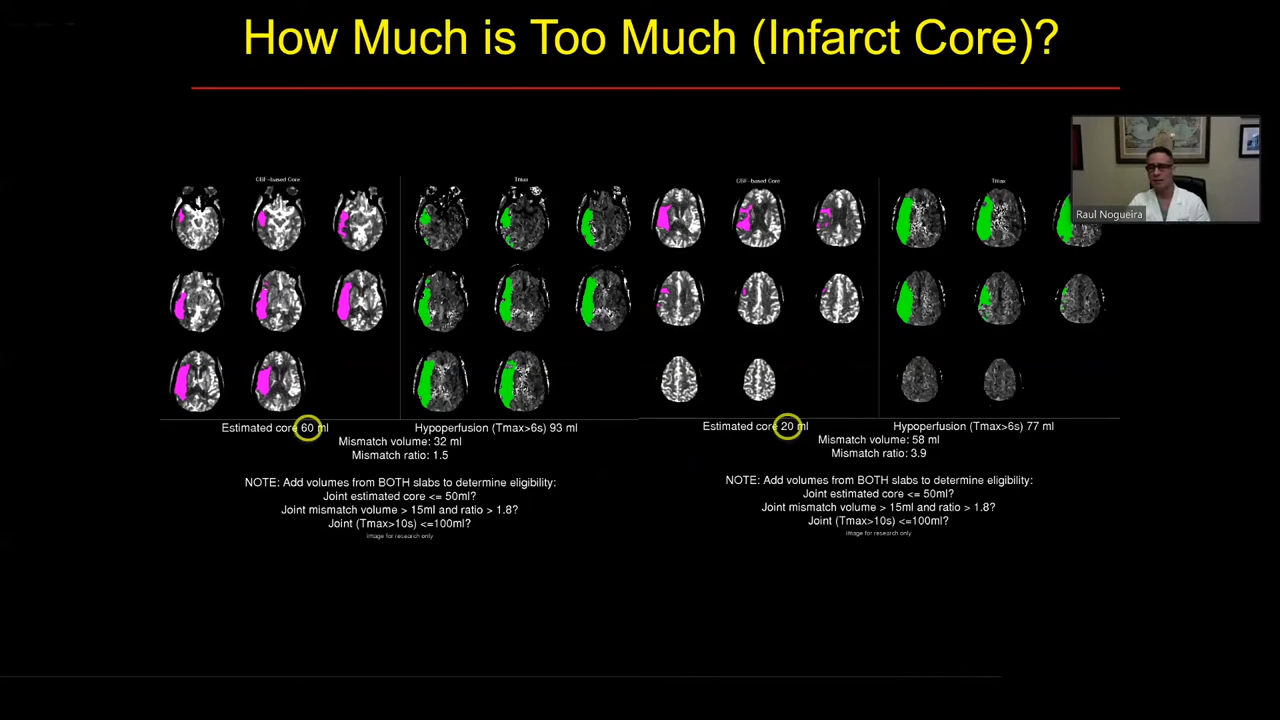 How Much is Too Much (Infarct Core)?
Raul Nogueira
CBF-based Core
Tmax
CBF-based Core
Tmax
Estimated core 60 ml
Hypoperfusion (Tmax>6s) 93 ml
Mismatch volume: 32 ml
Mismatch ratio: 1.5
NOTE: Add volumes from BOTH slabs to determine eligibility:
Joint estimated core <= 50ml?
Joint mismatch volume > 15ml and ratio > 1.8?
Joint (Tmax>10s) <=100ml?
image for research only
Estimated core 20 ml
Hypoperfusion (Tmax>6s) 77 ml
Mismatch volume: 58 ml
Mismatch ratio: 3.9
NOTE: Add volumes from BOTH slabs to determine eligibility:
Joint estimated core <= 50ml?
Joint mismatch volume > 15ml and ratio > 1.8?
Joint (Tmax>10s) <=100ml?
image for research only